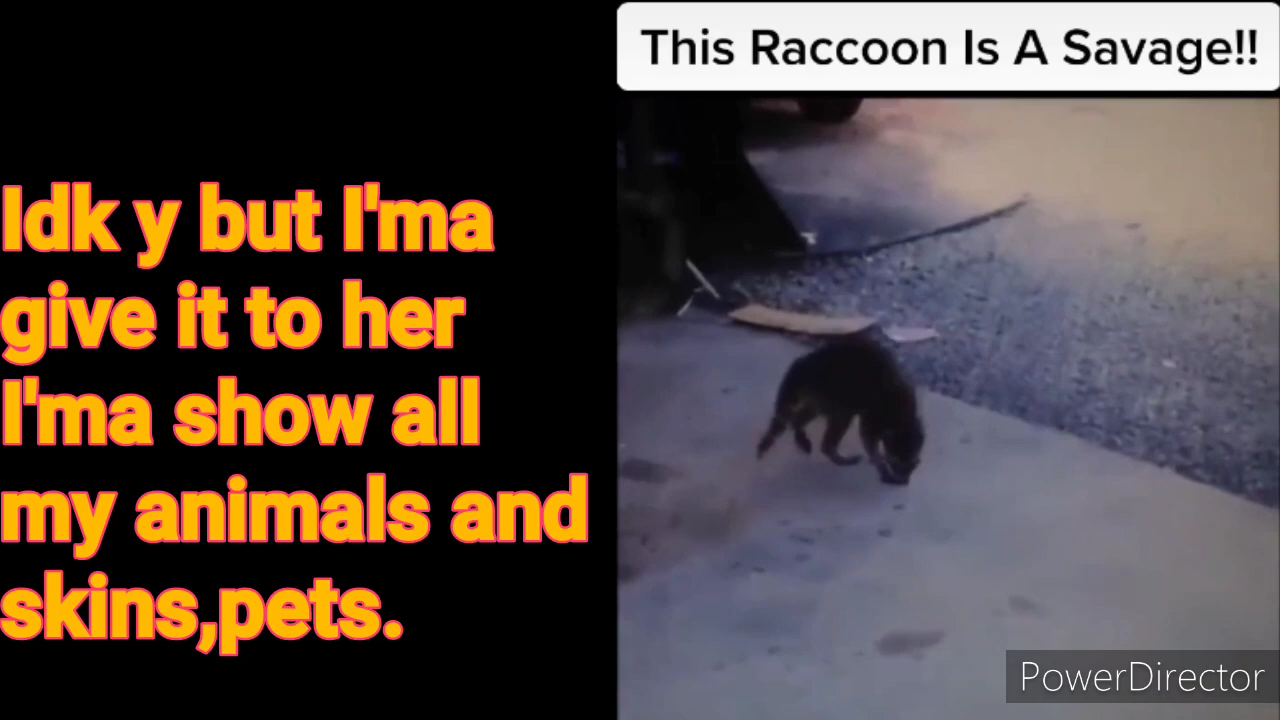 This Raccoon Is A Savage!!
Idk y but I'ma
give it to her
I'ma show all
my animals and
skins,pets.
PowerDirector